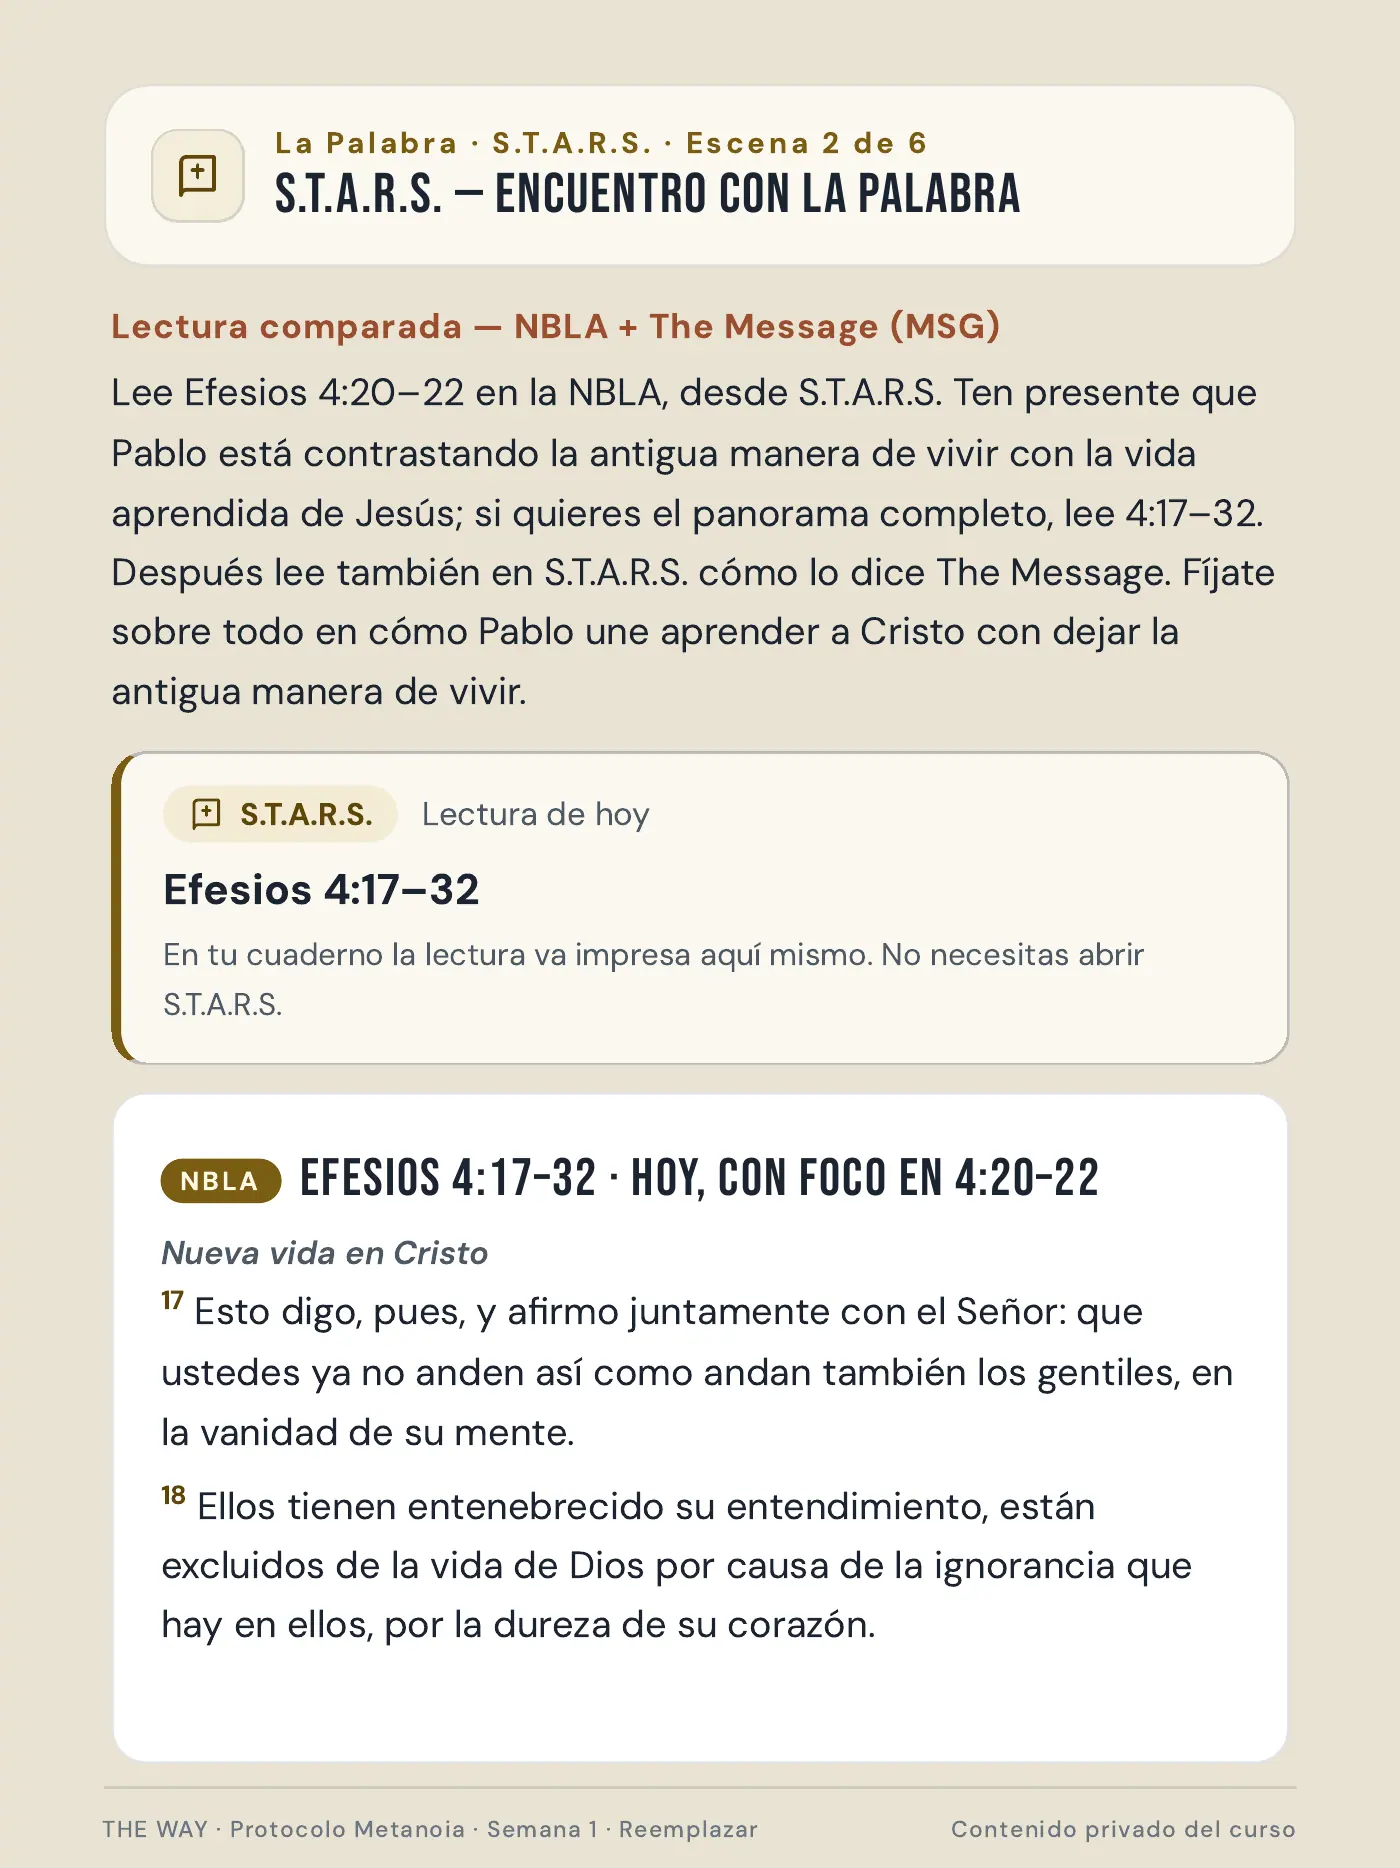 La Palabra · S.T.A.R.S. · Escena 2 de 6
S.T.A.R.S. — ENCUENTRO CON LA PALABRA
Lectura comparada — NBLA + The Message (MSG)
Lee Efesios 4:20–22 en la NBLA, desde S.T.A.R.S. Ten presente que
Pablo está contrastando la antigua manera de vivir con la vida
aprendida de Jesús; si quieres el panorama completo, lee 4:17–32.
Después lee también en S.T.A.R.S. cómo lo dice The Message. Fíjate
sobre todo en cómo Pablo une aprender a Cristo con dejar la
antigua manera de vivir.
S.T.A.R.S. Lectura de hoy
Efesios 4:17–32
En tu cuaderno la lectura va impresa aquí mismo. No necesitas abrir
S.T.A.R.S.
NBLA EFESIOS 4:17–32 · HOY, CON FOCO EN 4:20–22
Nueva vida en Cristo
17 Esto digo, pues, y afirmo juntamente con el Señor: que
ustedes ya no anden así como andan también los gentiles, en
la vanidad de su mente.
18 Ellos tienen entenebrecido su entendimiento, están
excluidos de la vida de Dios por causa de la ignorancia que
hay en ellos, por la dureza de su corazón.
THE WAY · Protocolo Metanoia · Semana 1 · Reemplazar
Contenido privado del curso